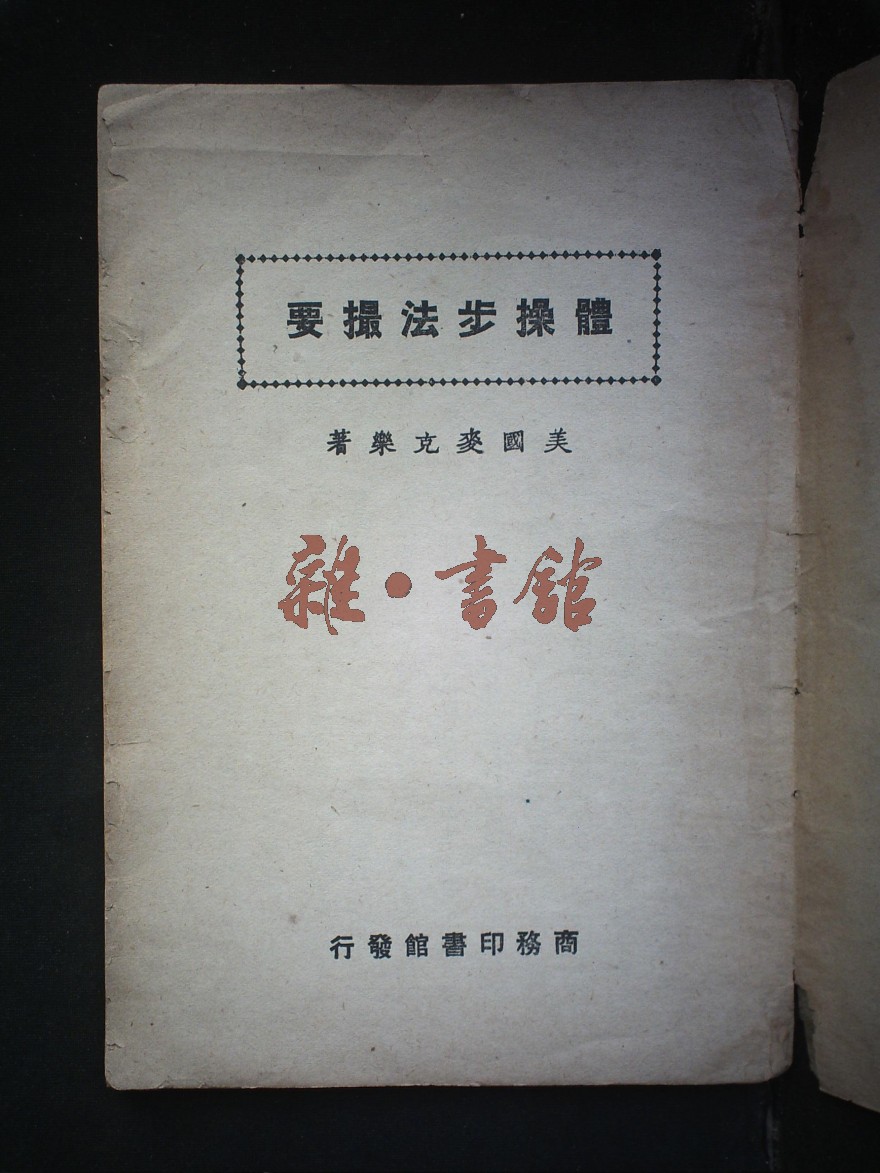 體操步法撮要
美國麥克樂著
雜·書館
商務印書館發行